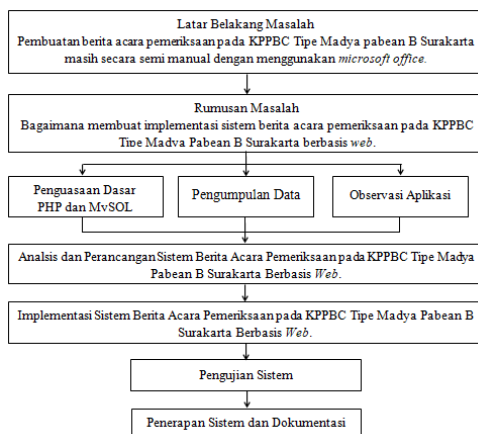 Latar Belakang Masalah
Pembuatan berita acara pemeriksaan pada KPPBC Tipe Madya pabean B Surakarta
masih secara semi manual dengan menggunakan microsoft office.
Rumusan Masalah
Bagaimana membuat implementasi sistem berita acara pemeriksaan pada KPPBC
Tipe Madya Pabean B Surakarta berbasis web.
Penguasaan Dasar
PHP dan MySQL
Pengumpulan Data
Observasi Aplikasi
Analsis dan Perancangan Sistem Berita Acara Pemeriksaan pada KPPBC Tipe Madya
Pabean B Surakarta Berbasis Web.
Implementasi Sistem Berita Acara Pemeriksaan pada KPPBC Tipe Madya Pabean B
Surakarta Berbasis Web.
Pengujian Sistem
Penerapan Sistem dan Dokumentasi